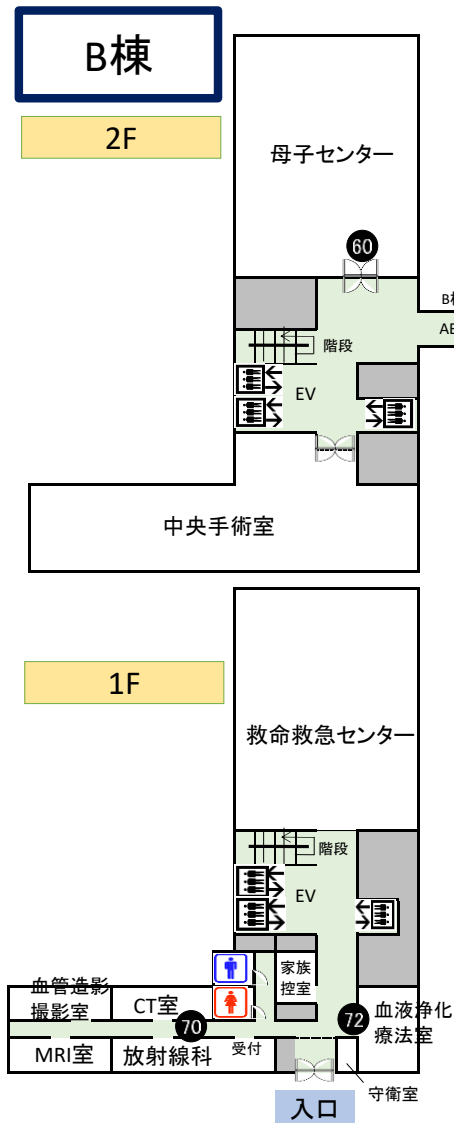 B棟
2F
母子センター
60
B棟
AB
階段
EV
中央手術室
1F
救命救急センター
階段
EV
家族
控室
血管造影
撮影室
CT室
70
72
血液浄化
療法室
MRI室
放射線科
受付
守衛室
入口